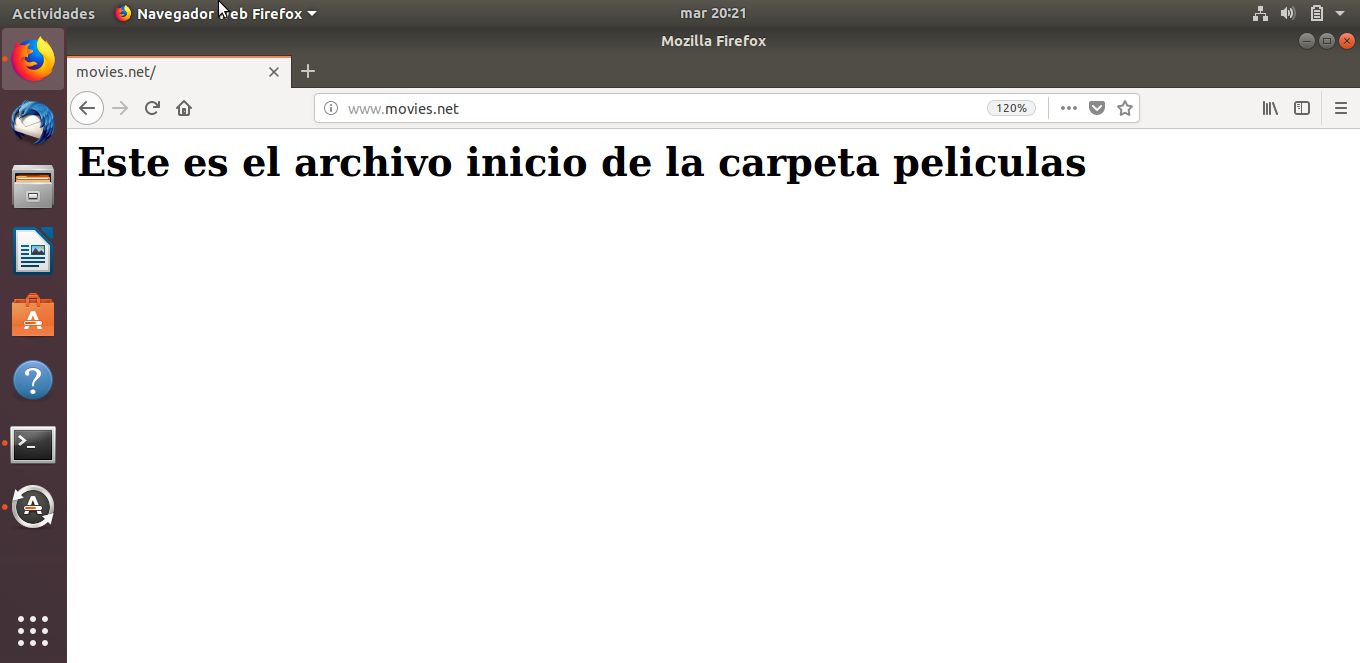 Actividades
Navegador Web Firefox
mar 20:21
Mozilla Firefox
movies.net/
www.movies.net
120%
Este es el archivo inicio de la carpeta peliculas